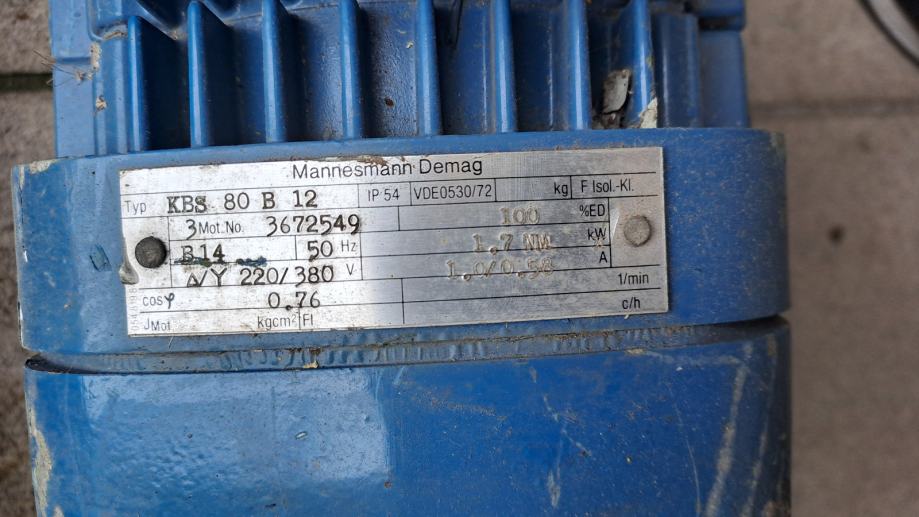 Mannesmann Demag
Typ KBS 80 B 12 IP 54 VDE0530/72 kg F Isol.-Kl.
3 Mot. No. 3672549 100 %ED
B14 50 Hz 1.7 NM kW
Δ/Y 220/380 V 1.0/0.58 A
cosφ 0.76 1/min
JMot kgcm² FI c/h